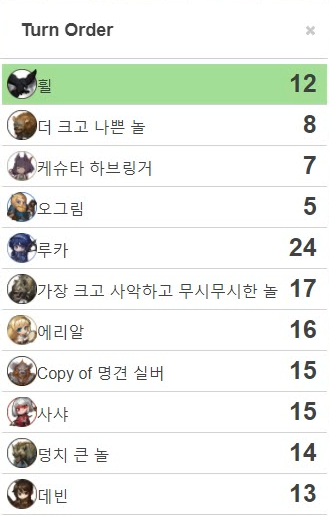 Turn Order ×
휠 12
더 크고 나쁜 놀 8
케슈타 하브링거 7
오그림 5
루카 24
가장 크고 사악하고 무시무시한 놀 17
에리알 16
Copy of 명견 실버 15
사샤 15
덩치 큰 놀 14
데빈 13